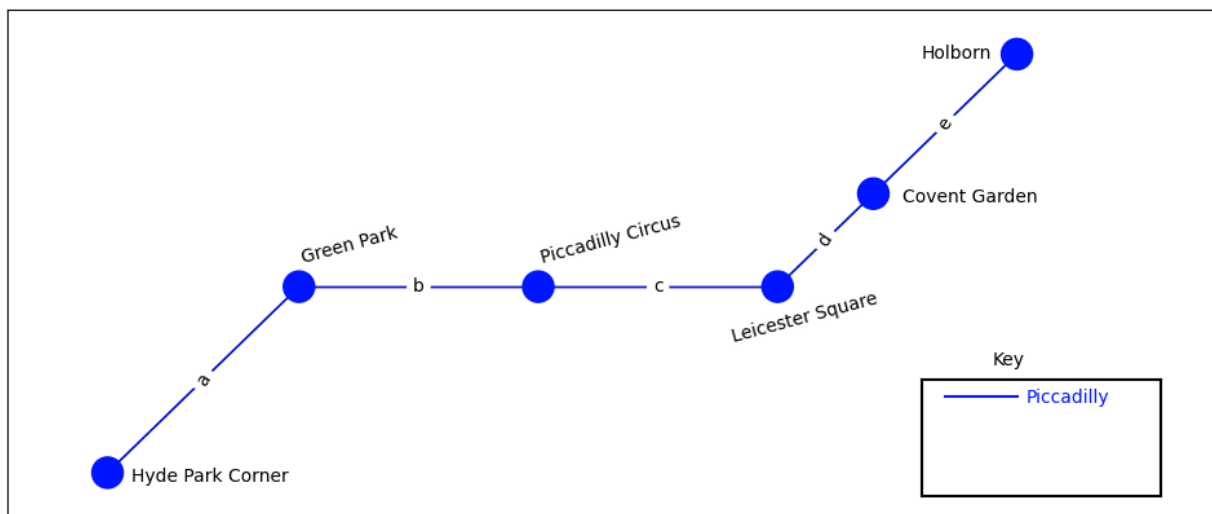 Holborn
e
Covent Garden
d
Piccadilly Circus
Green Park
b
c
Leicester Square
a
Hyde Park Corner
Key
Piccadilly